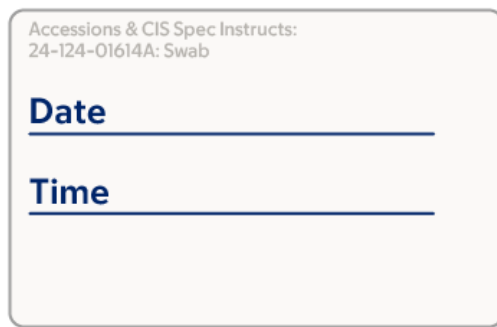 Accessions & CIS Spec Instructs:
24-124-01614A: Swab
Date
Time